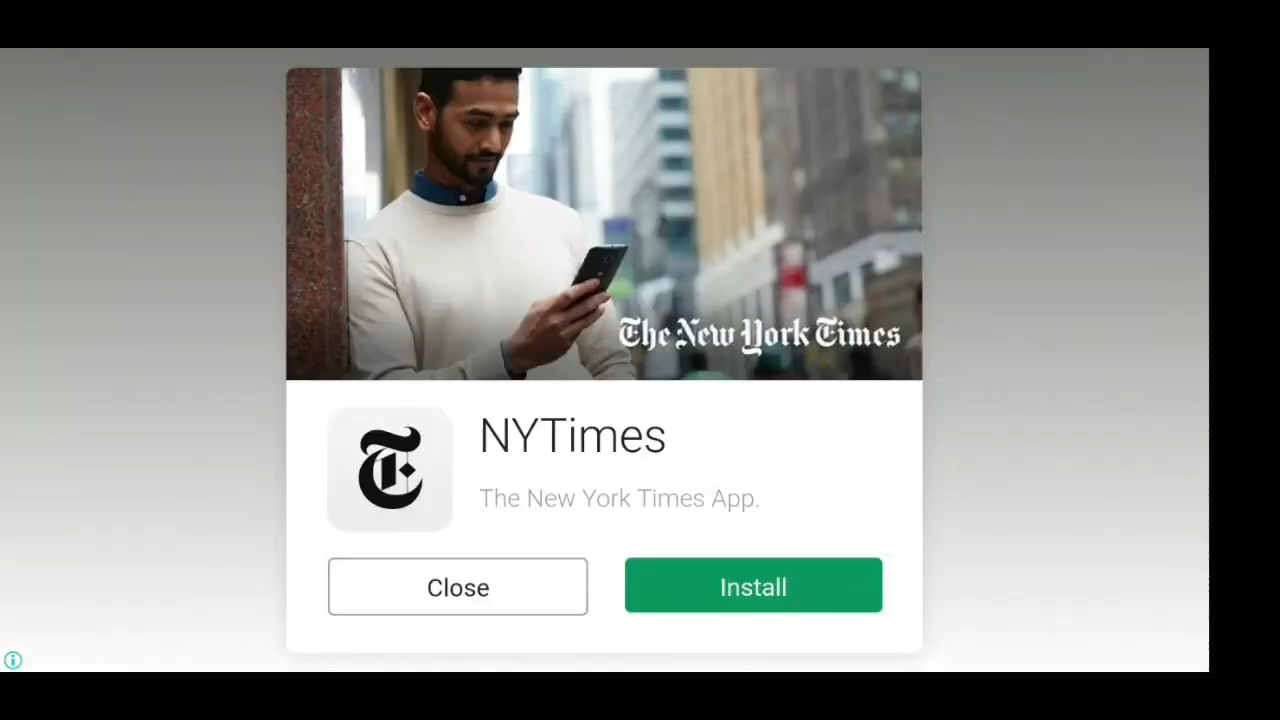 The New York Times
NYTimes
The New York Times App.
Close
Install